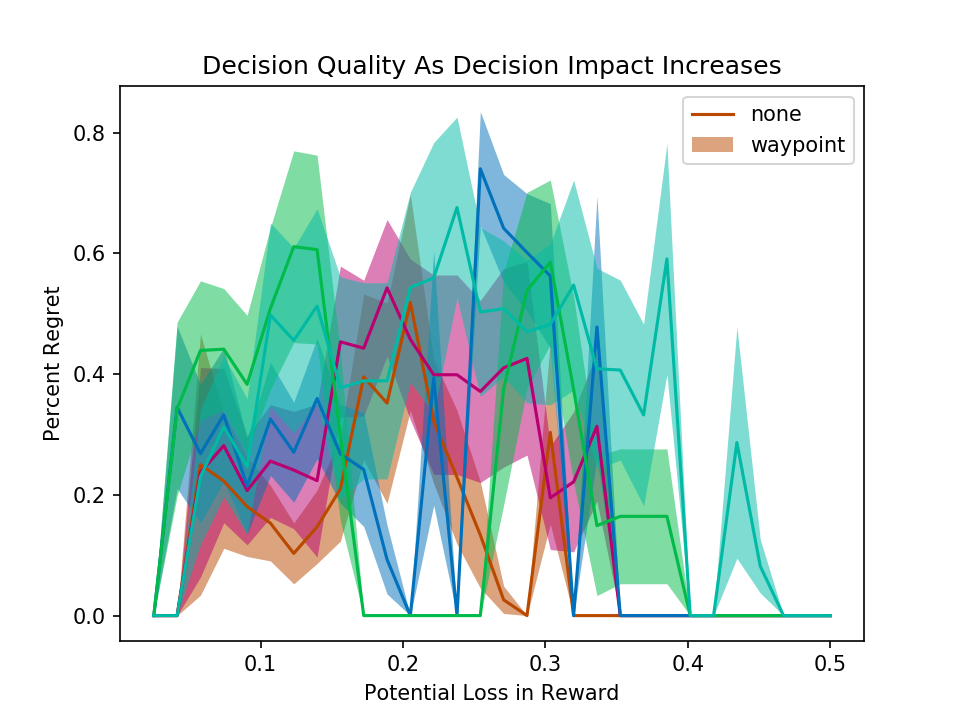 Decision Quality As Decision Impact Increases
none
waypoint
0.8
0.6
0.4
0.2
0.0
Percent Regret
0.1 0.2 0.3 0.4 0.5
Potential Loss in Reward